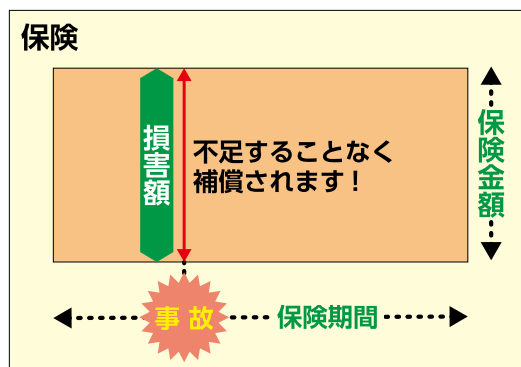 保険
損害額
不足することなく
補償されます！
保険金額
事故
保険期間